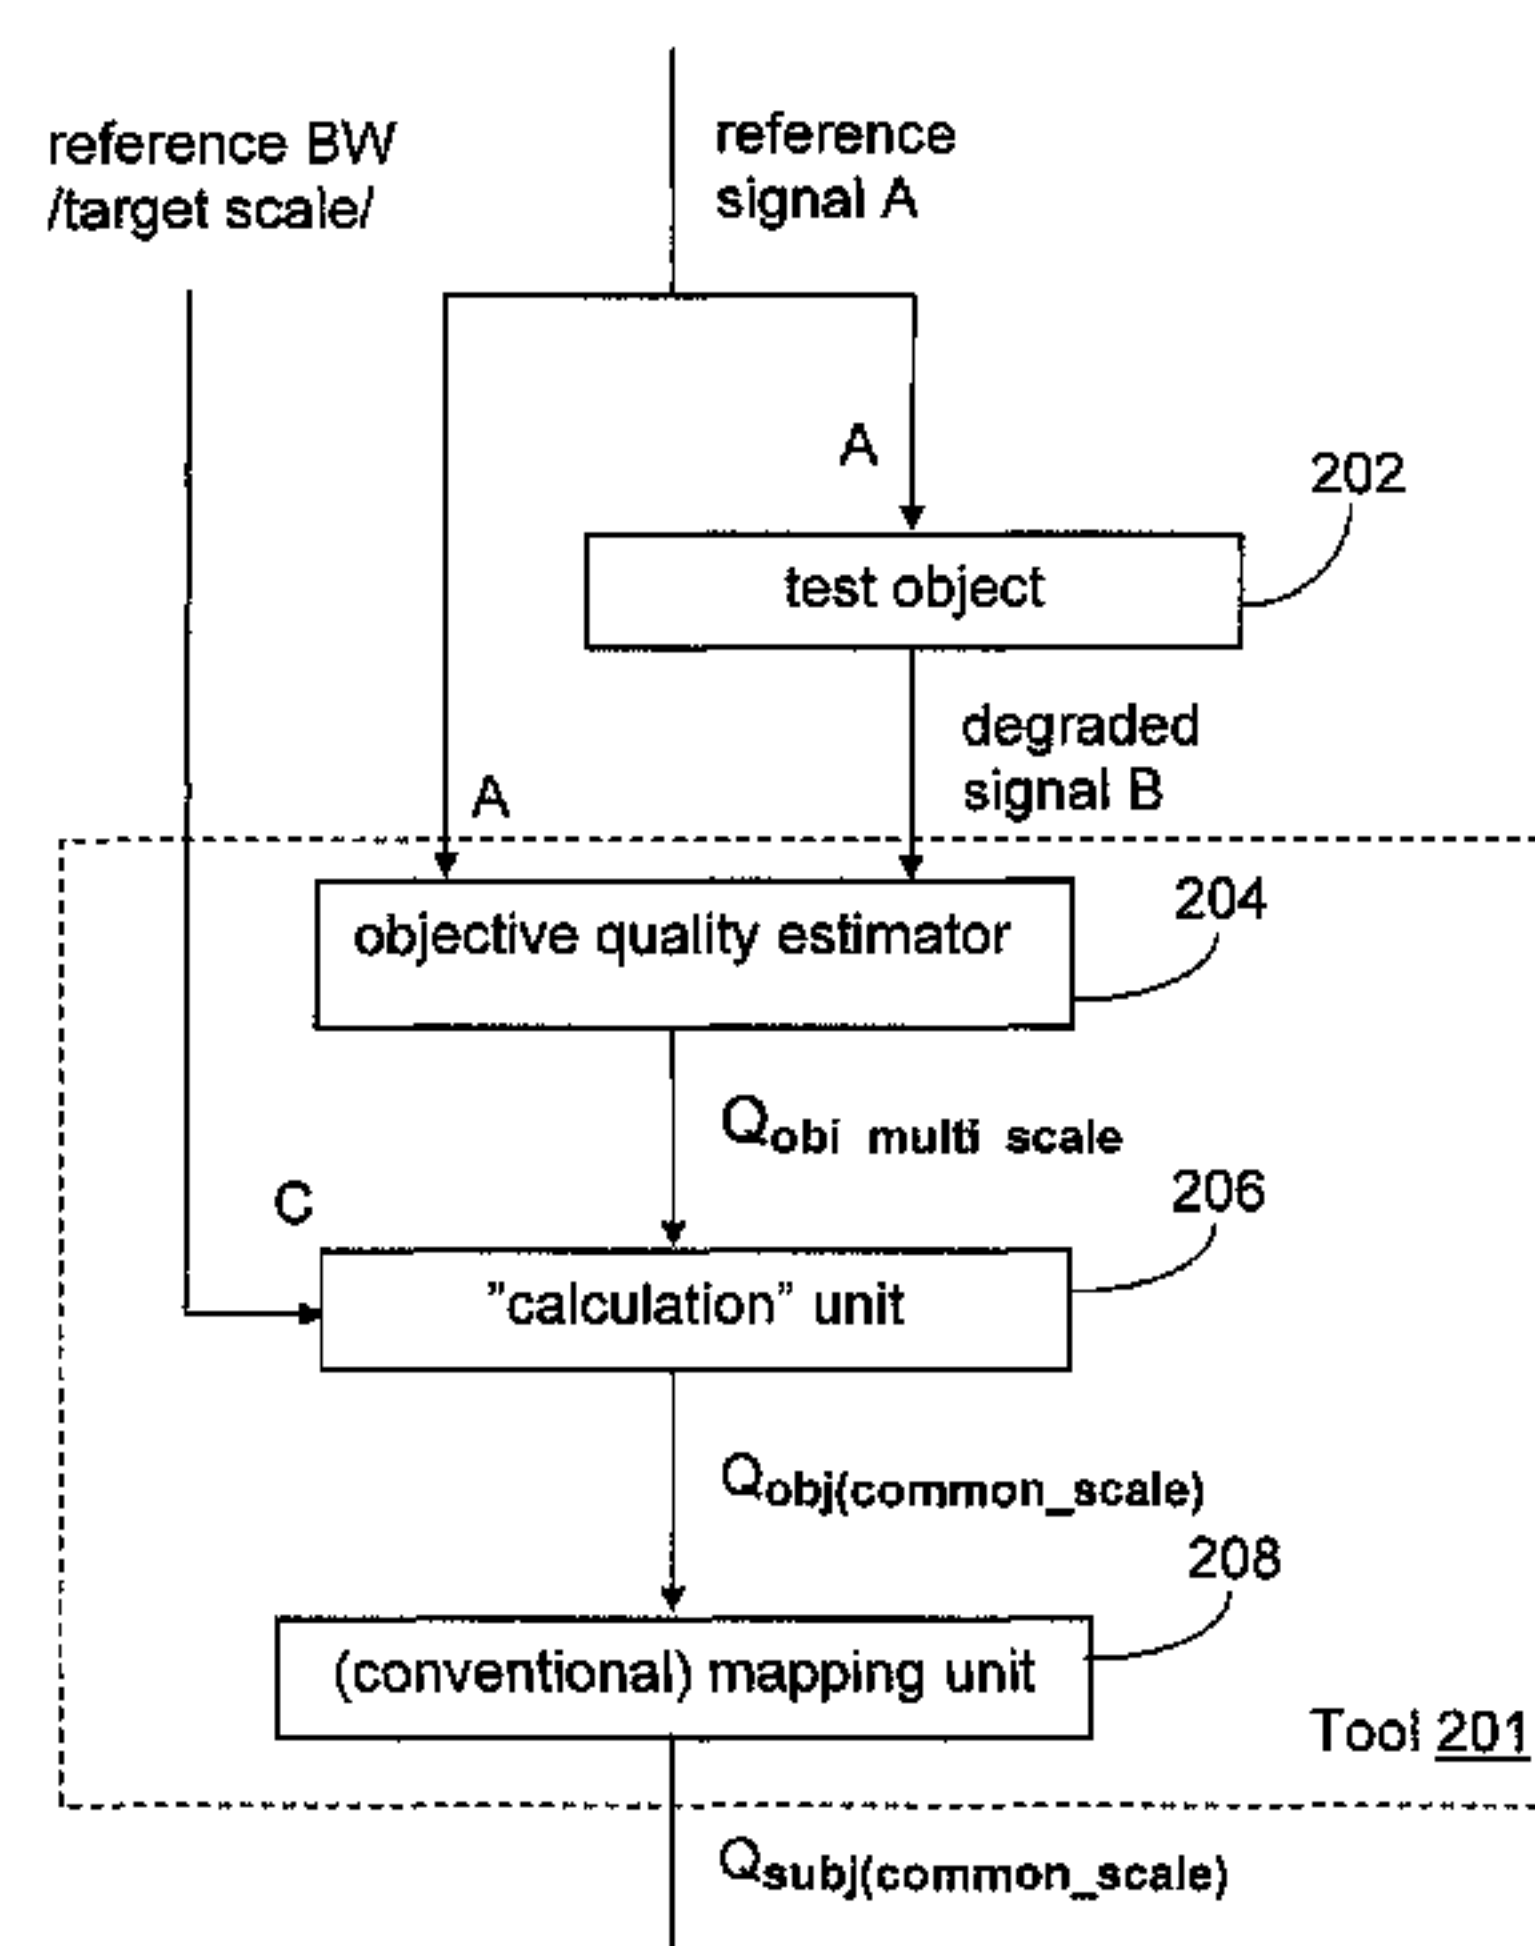 reference BW
/target scale/
reference
signal A
A
202
test object
degraded
signal B
A
204
objective quality estimator
Qobi multi scale
206
C
"calculation" unit
Qobj(common_scale)
208
(conventional) mapping unit
Tool 201
Qsubj(common_scale)